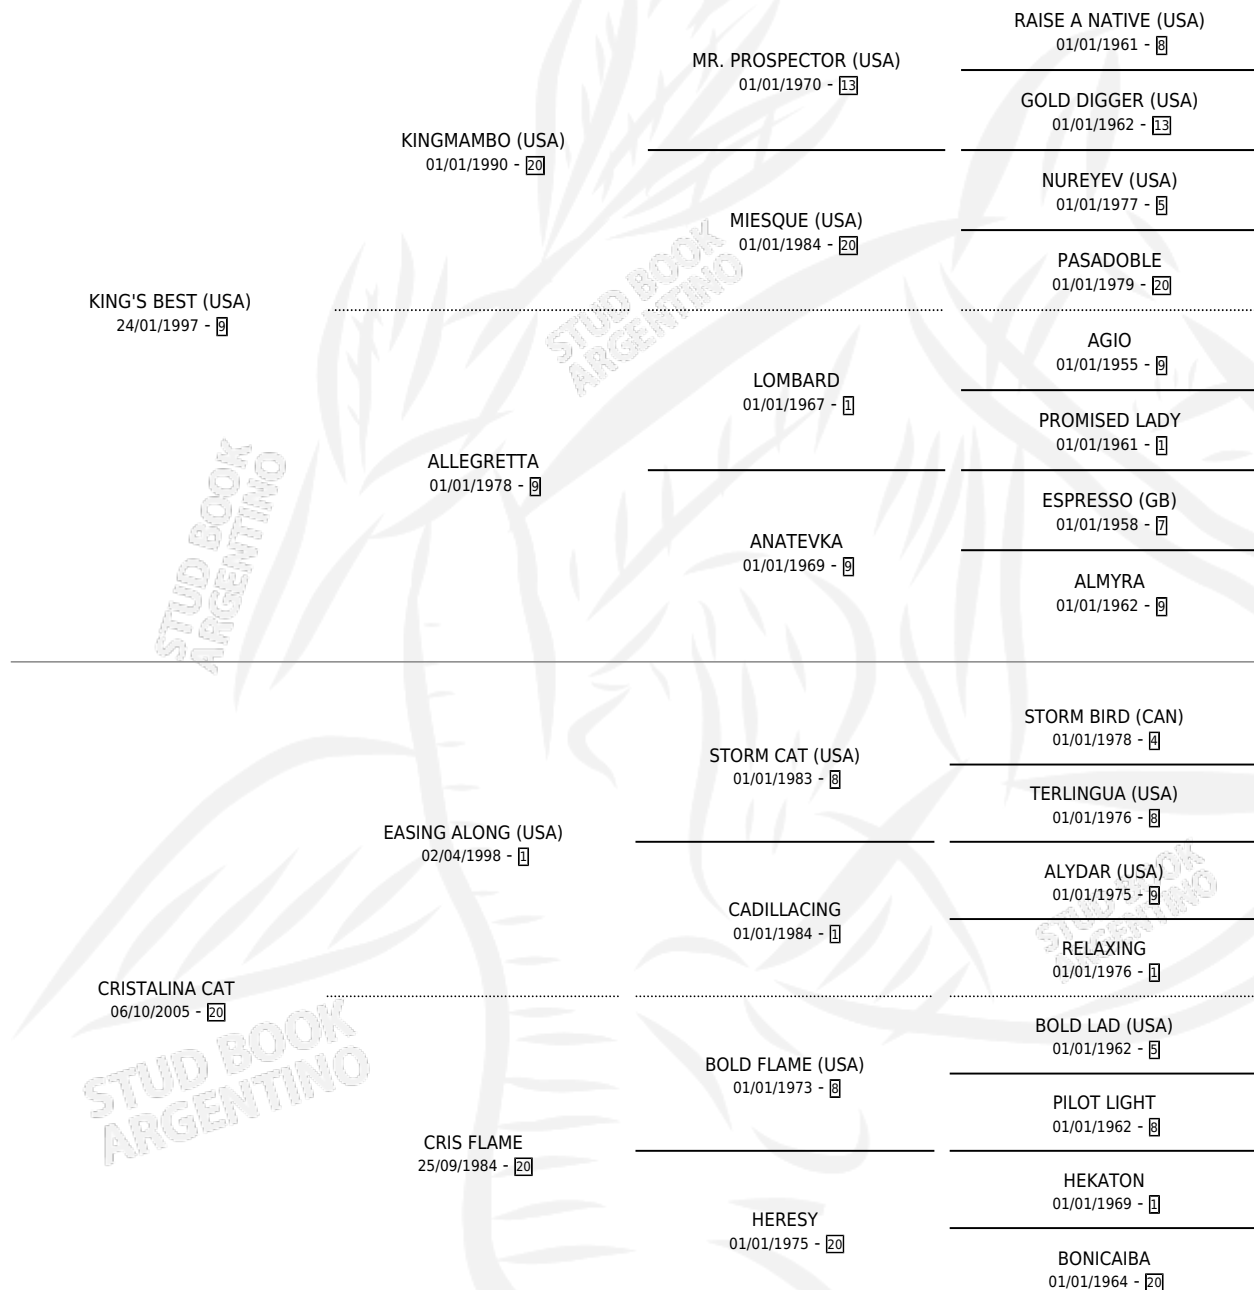 RAISE A NATIVE (USA)
01/01/1961 - 8
MR. PROSPECTOR (USA)
01/01/1970 - 13
GOLD DIGGER (USA)
01/01/1962 - 13
KINGMAMBO (USA)
01/01/1990 - 20
NUREYEV (USA)
01/01/1977 - 5
MIESQUE (USA)
01/01/1984 - 20
PASADOBLE
01/01/1979 - 20
KING'S BEST (USA)
24/01/1997 - 9
AGIO
01/01/1955 - 9
LOMBARD
01/01/1967 - 1
PROMISED LADY
01/01/1961 - 1
ALLEGRETTA
01/01/1978 - 9
ESPRESSO (GB)
01/01/1958 - 7
ANATEVKA
01/01/1969 - 9
ALMYRA
01/01/1962 - 9
STORM BIRD (CAN)
01/01/1978 - 4
STORM CAT (USA)
01/01/1983 - 8
TERLINGUA (USA)
01/01/1976 - 8
EASING ALONG (USA)
02/04/1998 - 1
ALYDAR (USA)
01/01/1975 - 9
CADILLACING
01/01/1984 - 1
RELAXING
01/01/1976 - 1
CRISTALINA CAT
06/10/2005 - 20
BOLD LAD (USA)
01/01/1962 - 5
BOLD FLAME (USA)
01/01/1973 - 8
PILOT LIGHT
01/01/1962 - 8
CRIS FLAME
25/09/1984 - 20
HEKATON
01/01/1969 - 1
HERESY
01/01/1975 - 20
BONICAIBA
01/01/1964 - 20
STUD BOOK
ARGENTINO
STUD BOOK
ARGENTINO
STUD BOOK
ARGENTINO
STUD BOOK
ARGENTINO